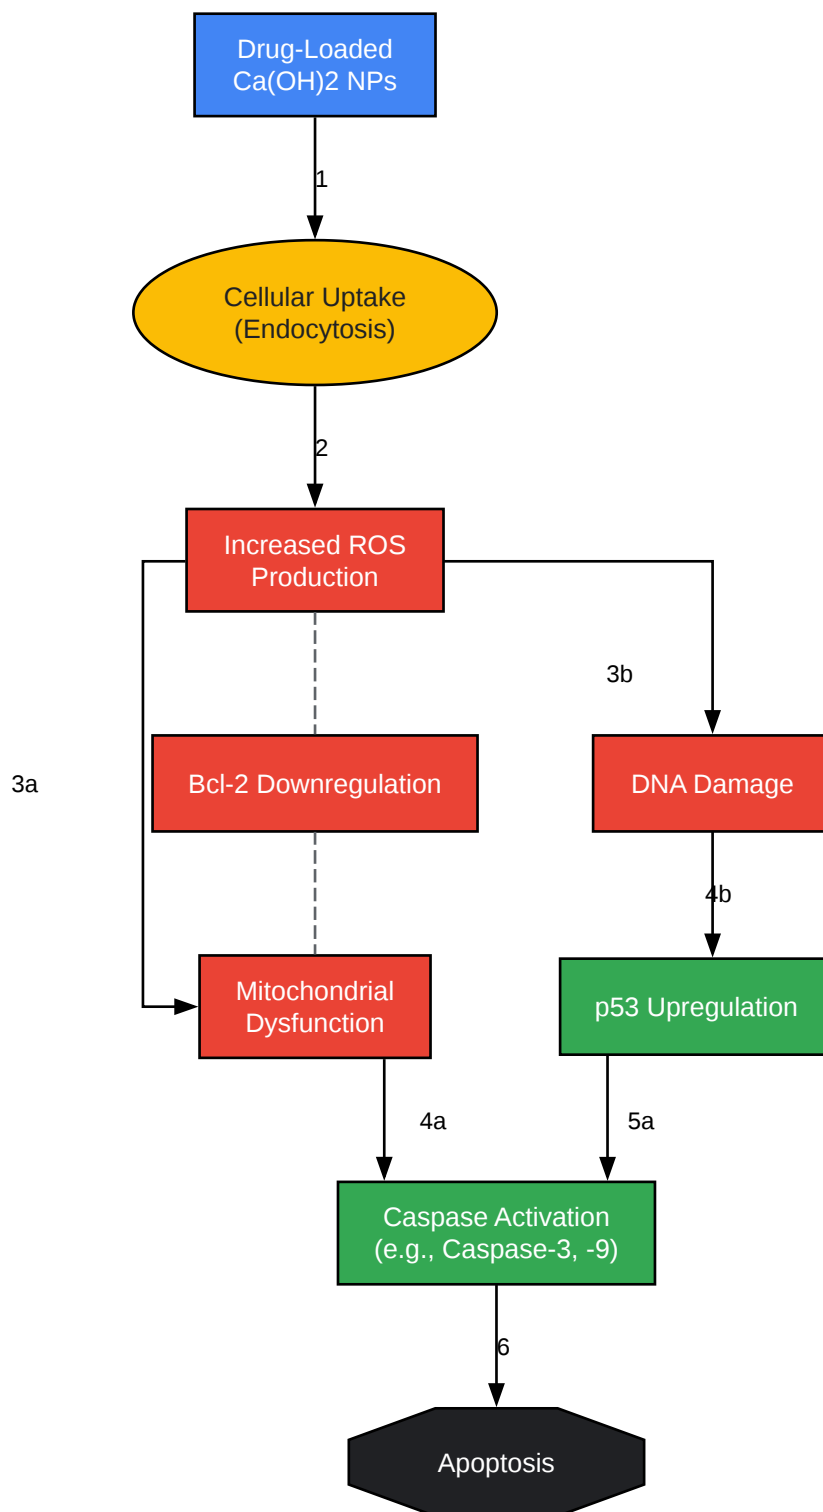 Drug-Loaded
Ca(OH)2 NPs
1
Cellular Uptake
(Endocytosis)
2
Increased ROS
Production
3b
3a
Bcl-2 Downregulation
DNA Damage
4b
Mitochondrial
Dysfunction
p53 Upregulation
4a
5a
Caspase Activation
(e.g., Caspase-3, -9)
6
Apoptosis